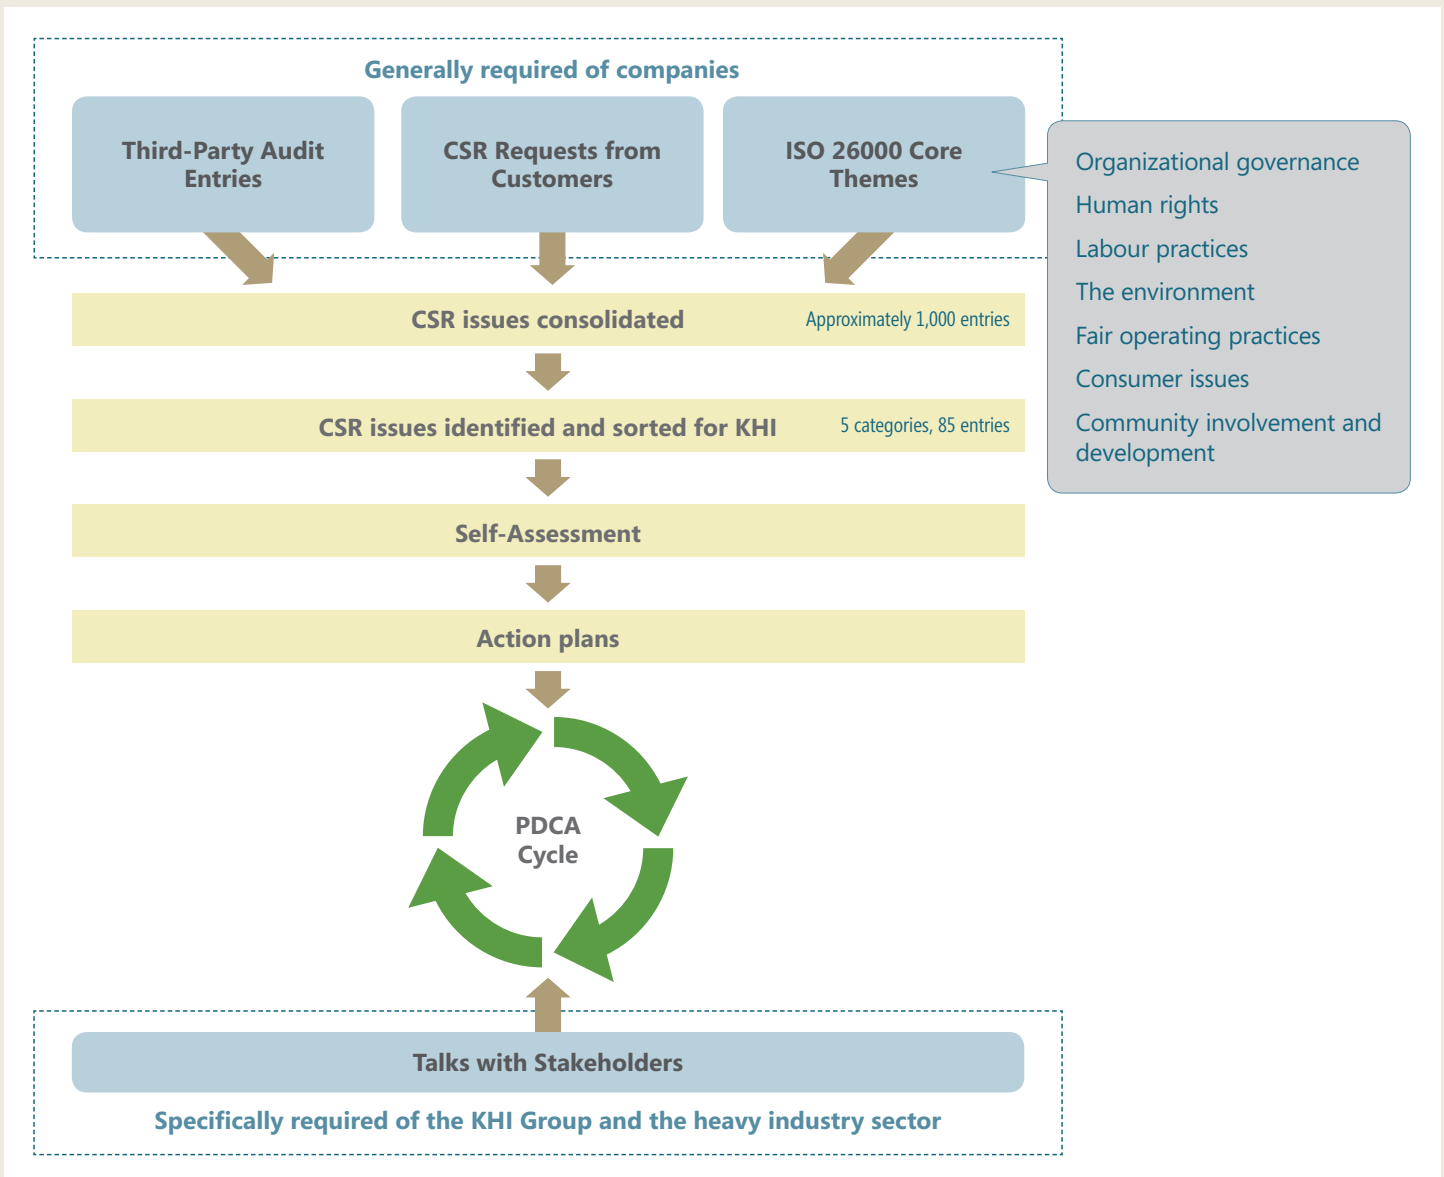 Generally required of companies
Third-Party Audit
Entries
CSR Requests from
Customers
ISO 26000 Core
Themes
Organizational governance
Human rights
Labour practices
The environment
Fair operating practices
Consumer issues
Community involvement and
development
CSR issues consolidated
Approximately 1,000 entries
CSR issues identified and sorted for KHI
5 categories, 85 entries
Self-Assessment
Action plans
PDCA
Cycle
Talks with Stakeholders
Specifically required of the KHI Group and the heavy industry sector